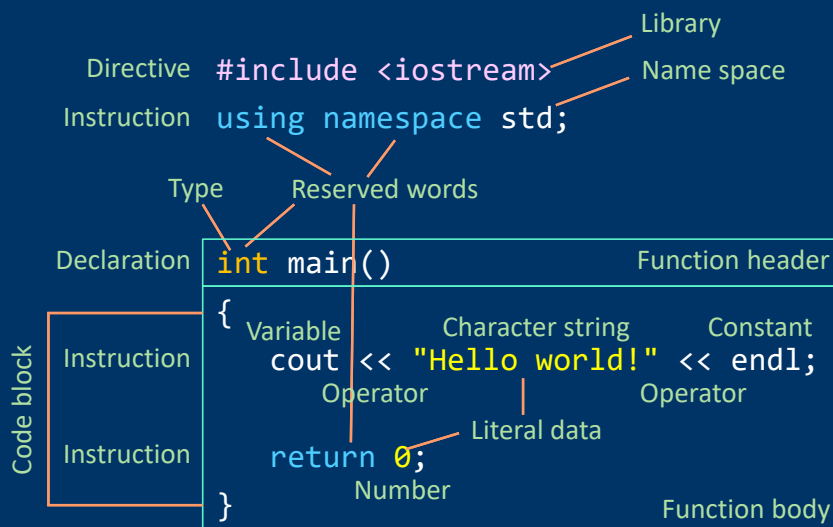 Library
Directive #include <iostream>
Name space
Instruction using namespace std;
Type Reserved words
Declaration int main() Function header
{
Variable Character string Constant
Instruction cout << "Hello world!" << endl;
Operator Operator
Code block
Literal data
Instruction return 0;
Number
}
Function body